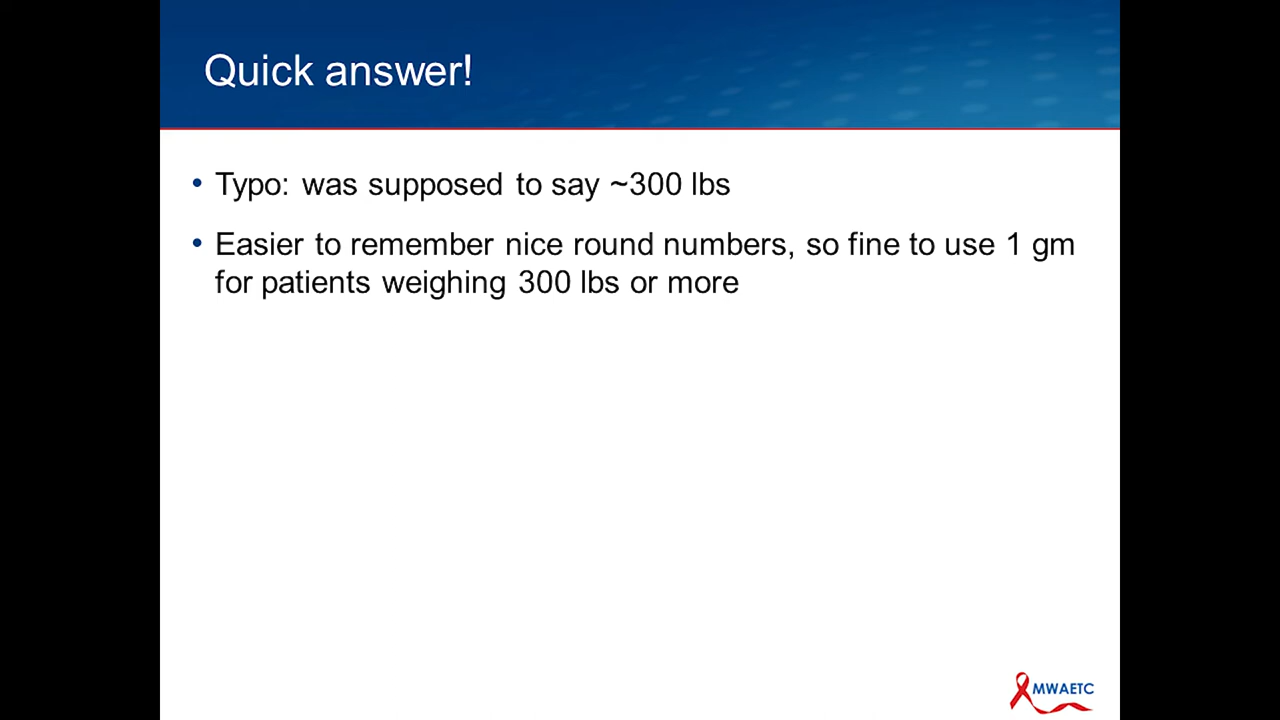 Quick answer!
• Typo: was supposed to say ~300 lbs
• Easier to remember nice round numbers, so fine to use 1 gm
for patients weighing 300 lbs or more
MWAETC